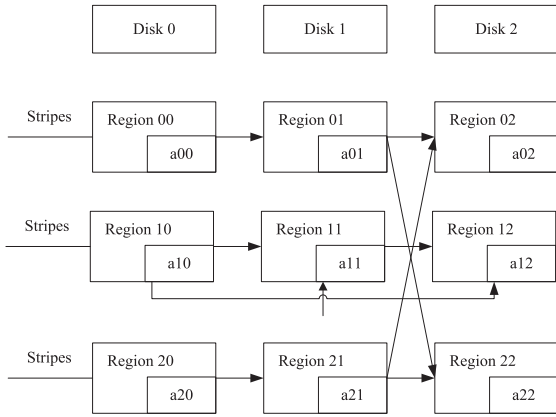 Disk 0
Disk 1
Disk 2
Stripes
Region 00
a00
Region 01
a01
Region 02
a02
Stripes
Region 10
a10
Region 11
a11
Region 12
a12
Stripes
Region 20
a20
Region 21
a21
Region 22
a22